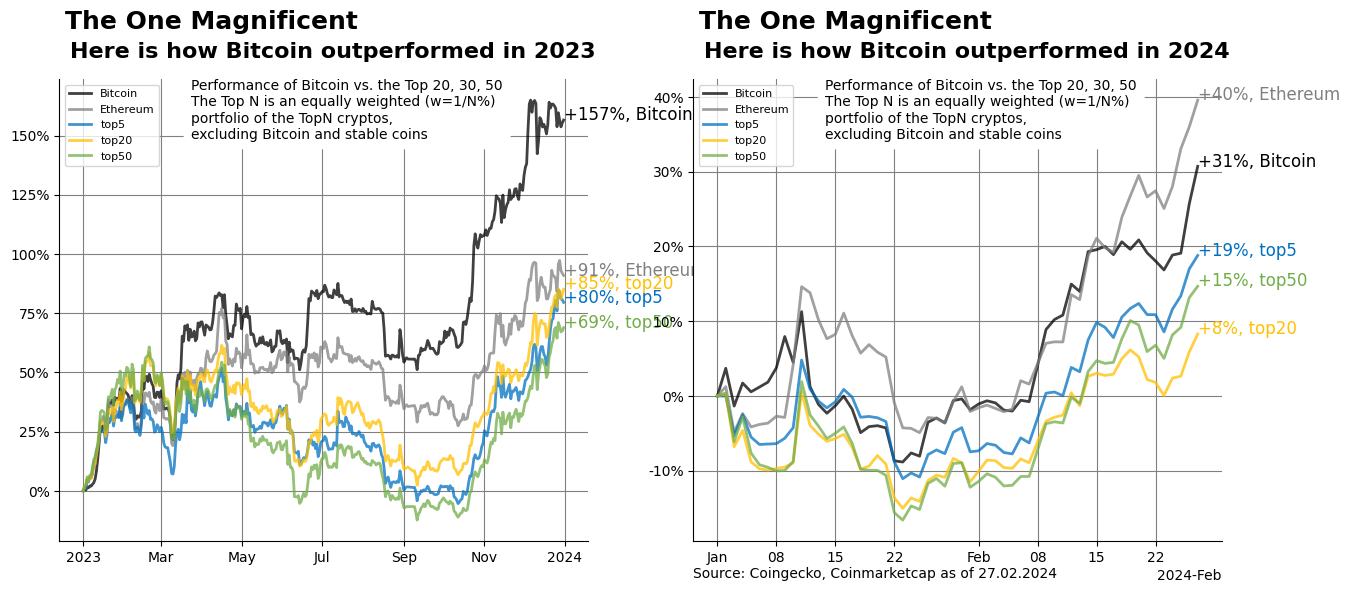 The One Magnificent
Here is how Bitcoin outperformed in 2023
Bitcoin
Ethereum
top5
top20
top50
Performance of Bitcoin vs. the Top 20, 30, 50
The Top N is an equally weighted (w=1/N%)
portfolio of the TopN cryptos,
excluding Bitcoin and stable coins
150%
125%
100%
75%
50%
25%
0%
+157%, Bitcoin
+91%, Ethereum
+85%, top20
+80%, top5
+69%, top50
2023
Mar
May
Jul
Sep
Nov
2024
The One Magnificent
Here is how Bitcoin outperformed in 2024
Bitcoin
Ethereum
top5
top20
top50
Performance of Bitcoin vs. the Top 20, 30, 50
The Top N is an equally weighted (w=1/N%)
portfolio of the TopN cryptos,
excluding Bitcoin and stable coins
40%
30%
20%
10%
0%
-10%
+40%, Ethereum
+31%, Bitcoin
+19%, top5
+15%, top50
+8%, top20
Jan
08
15
22
Feb
08
15
22
2024-Feb
Source: Coingecko, Coinmarketcap as of 27.02.2024